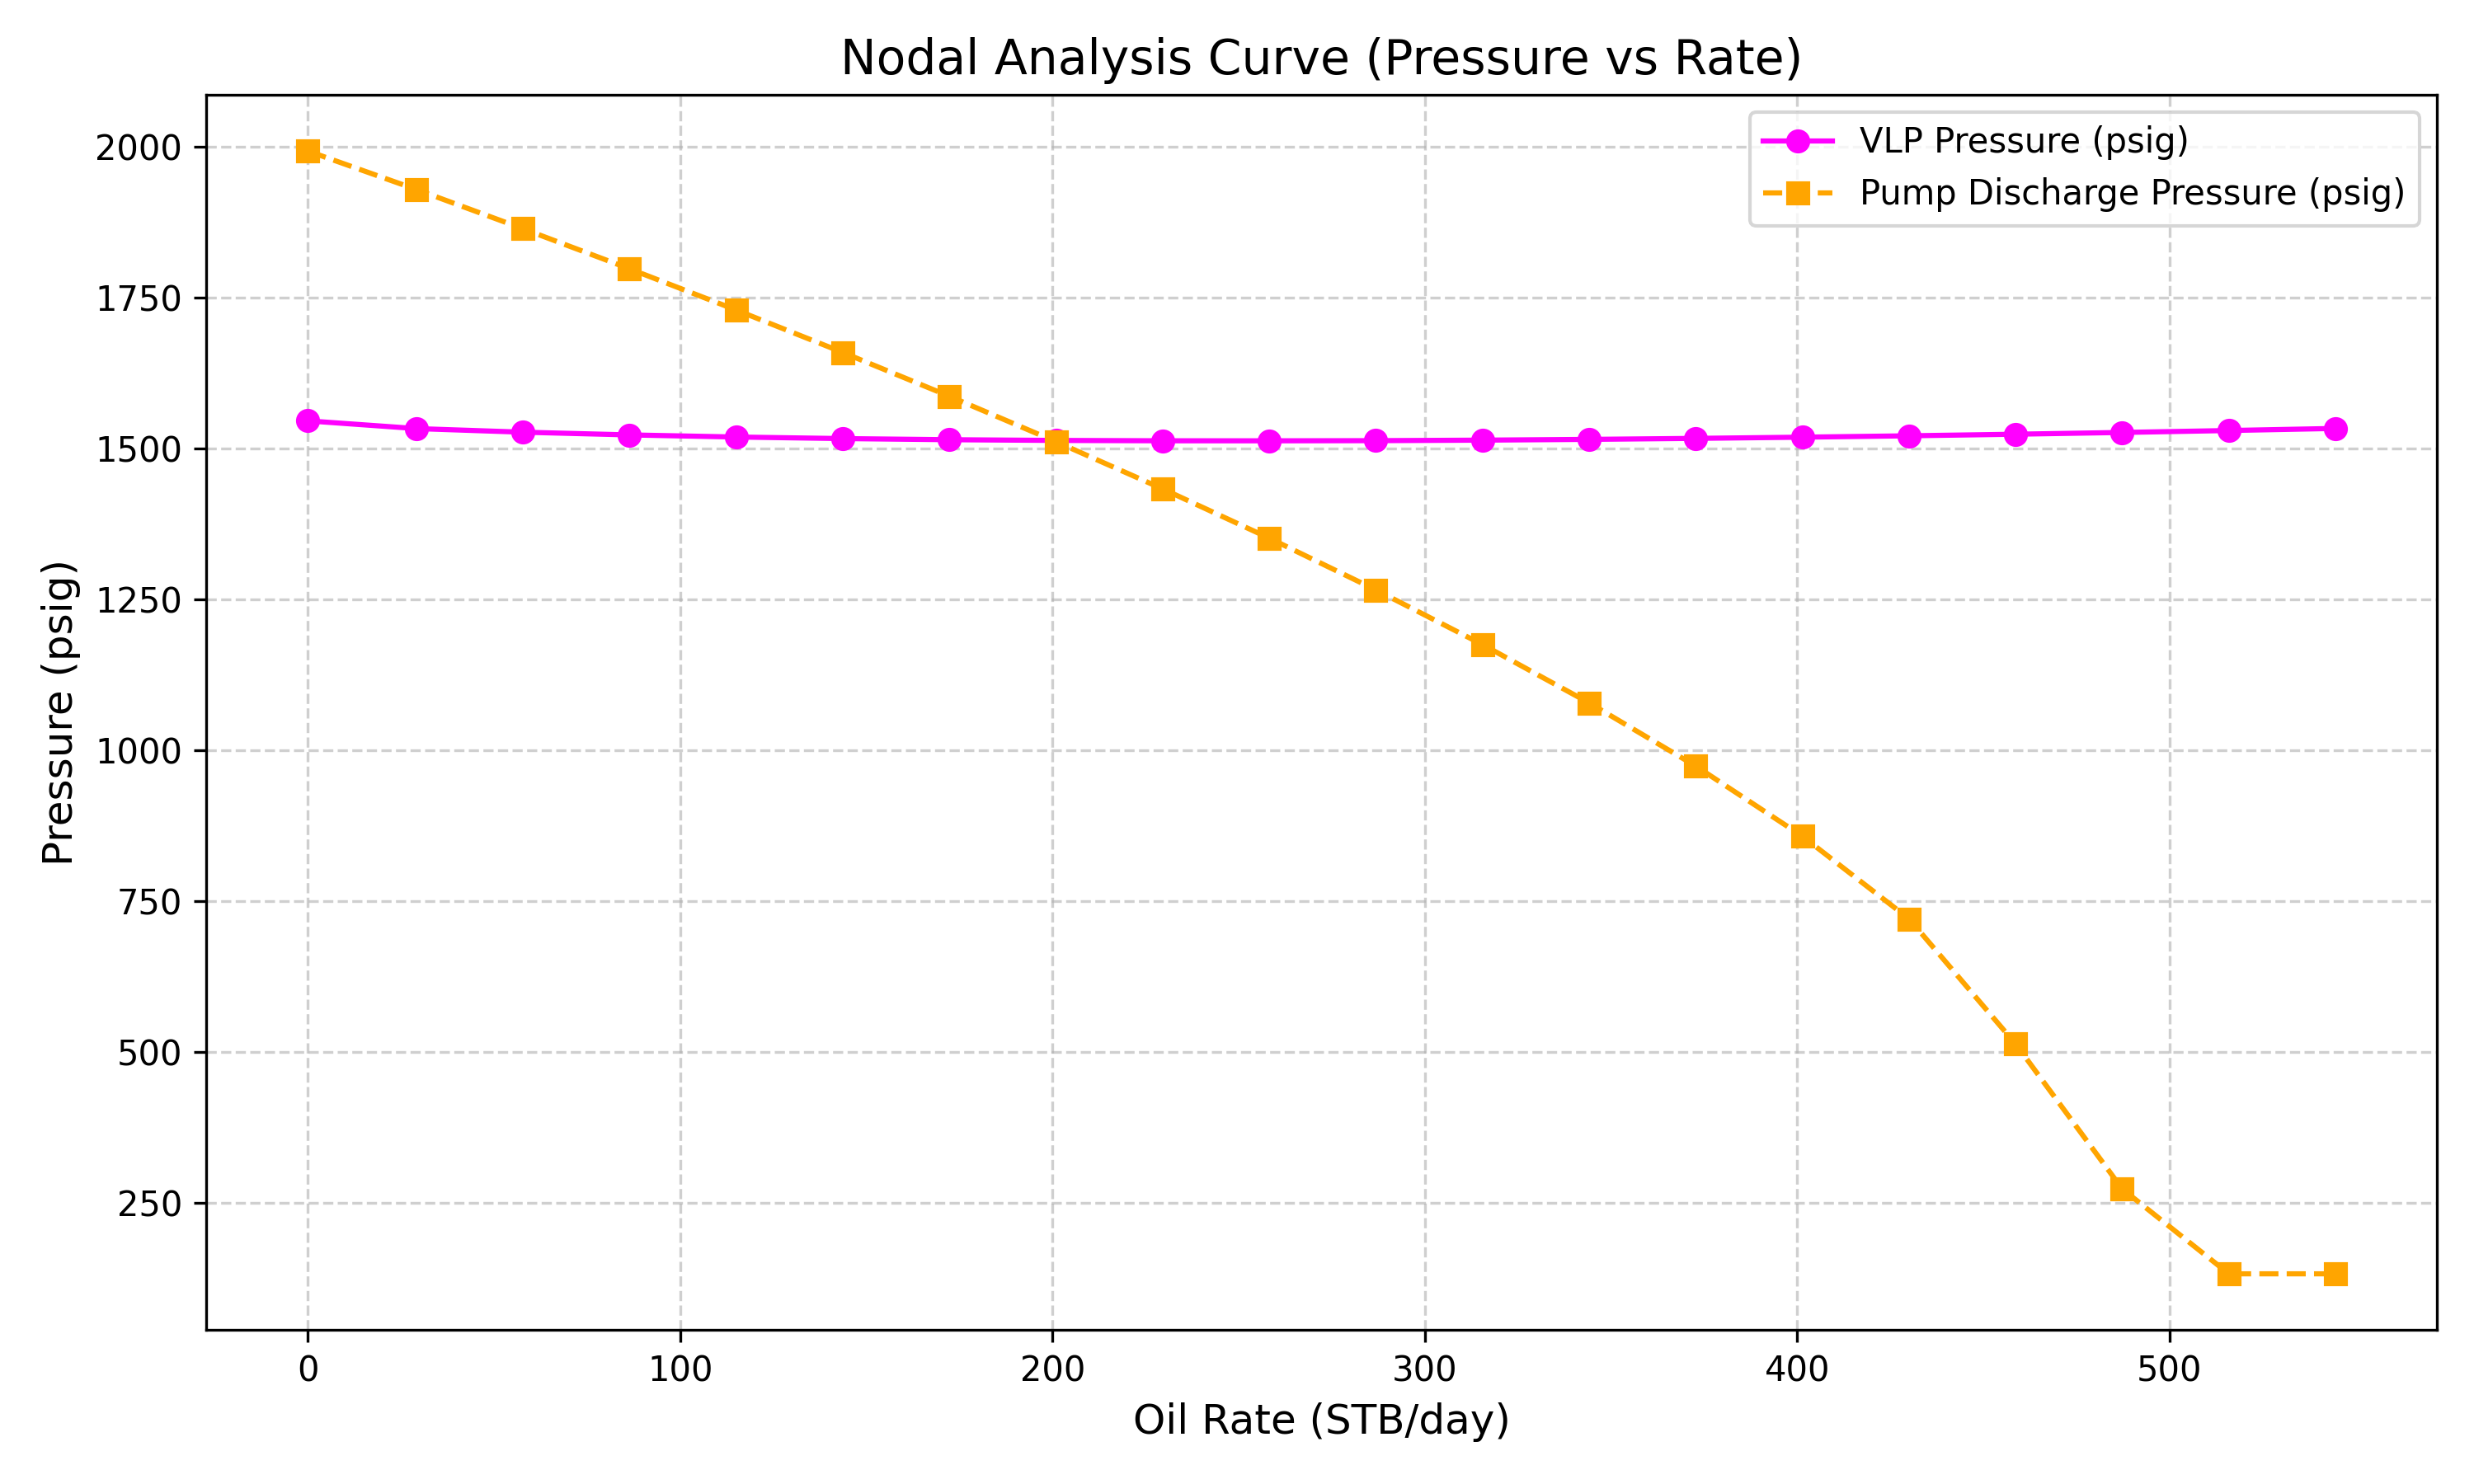 Nodal Analysis Curve (Pressure vs Rate)
VLP Pressure (psig)
Pump Discharge Pressure (psig)
Pressure (psig)
2000
1750
1500
1250
1000
750
500
250
0 100 200 300 400 500
Oil Rate (STB/day)